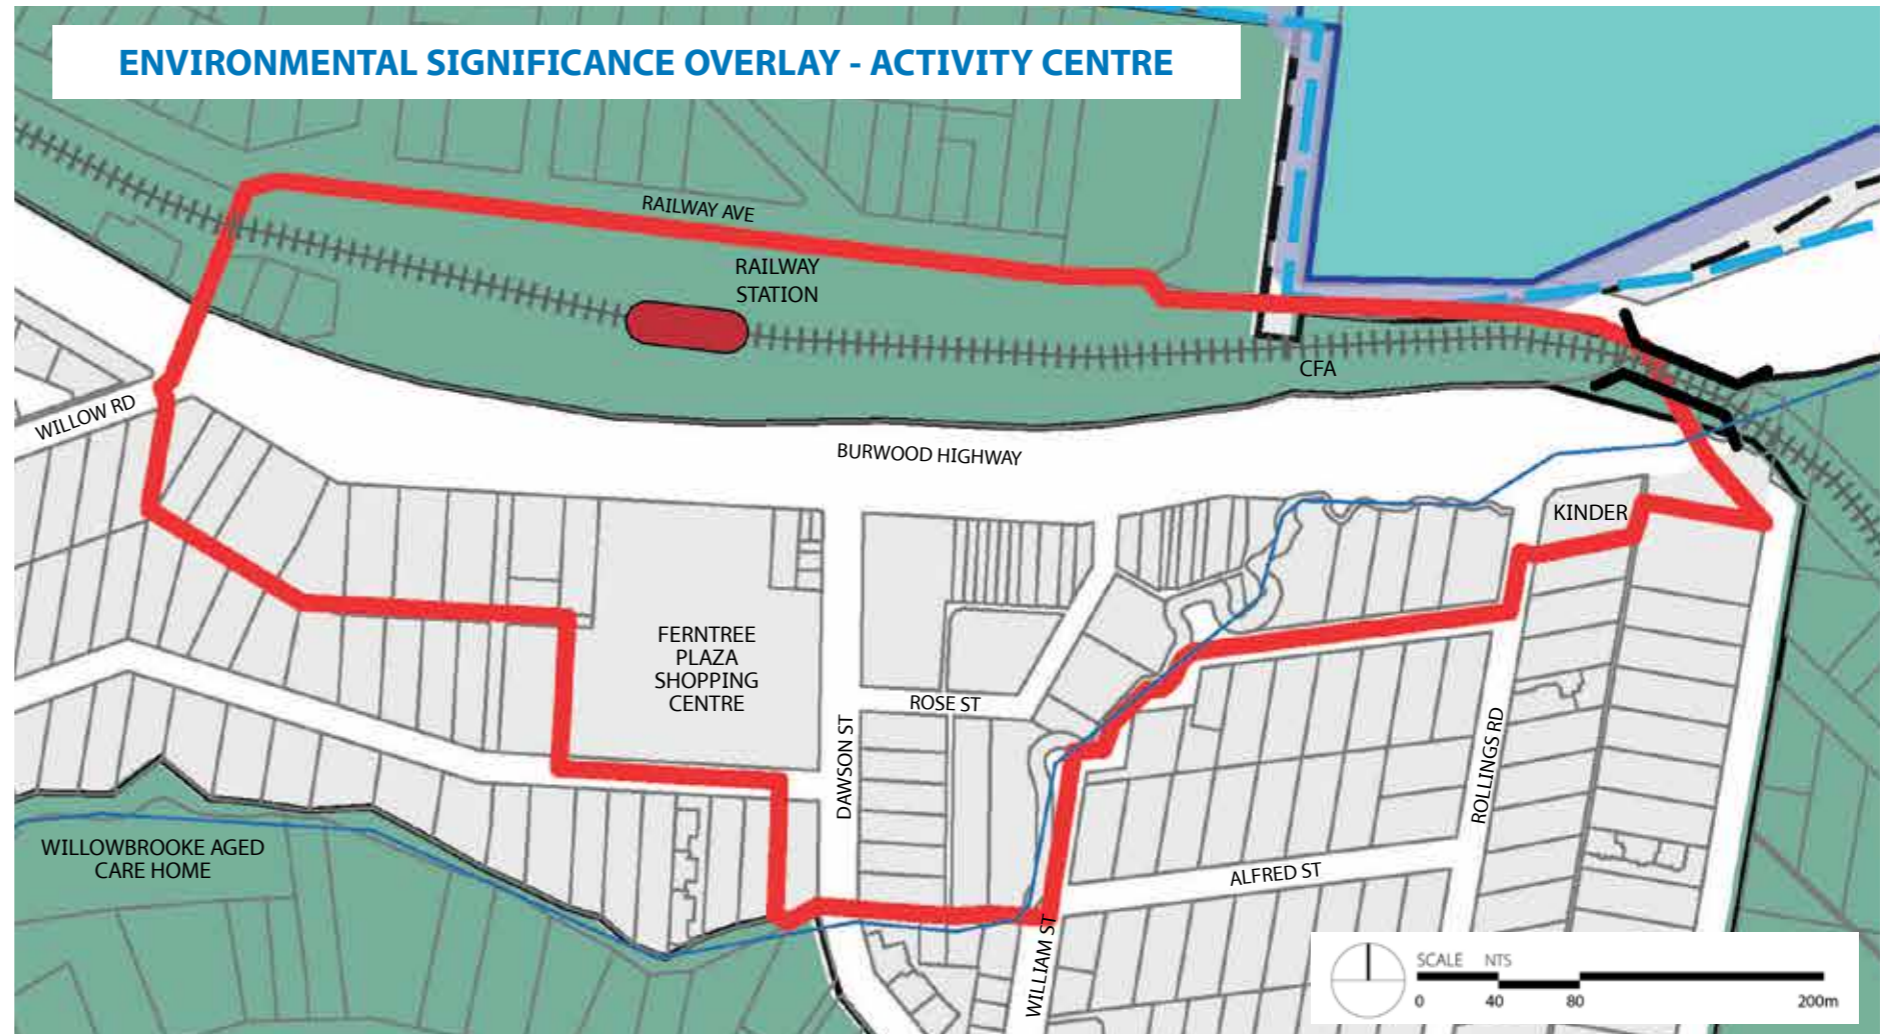 ENVIRONMENTAL SIGNIFICANCE OVERLAY - ACTIVITY CENTRE
RAILWAY AVE
RAILWAY
STATION
CFA
WILLOW RD
BURWOOD HIGHWAY
KINDER
FERNTREE
PLAZA
SHOPPING
CENTRE
ROSE ST
DAWSON ST
ROLLINGS RD
WILLOWBROOKE AGED
CARE HOME
ALFRED ST
WILLIAM ST
SCALE NTS
0 40 80 200m